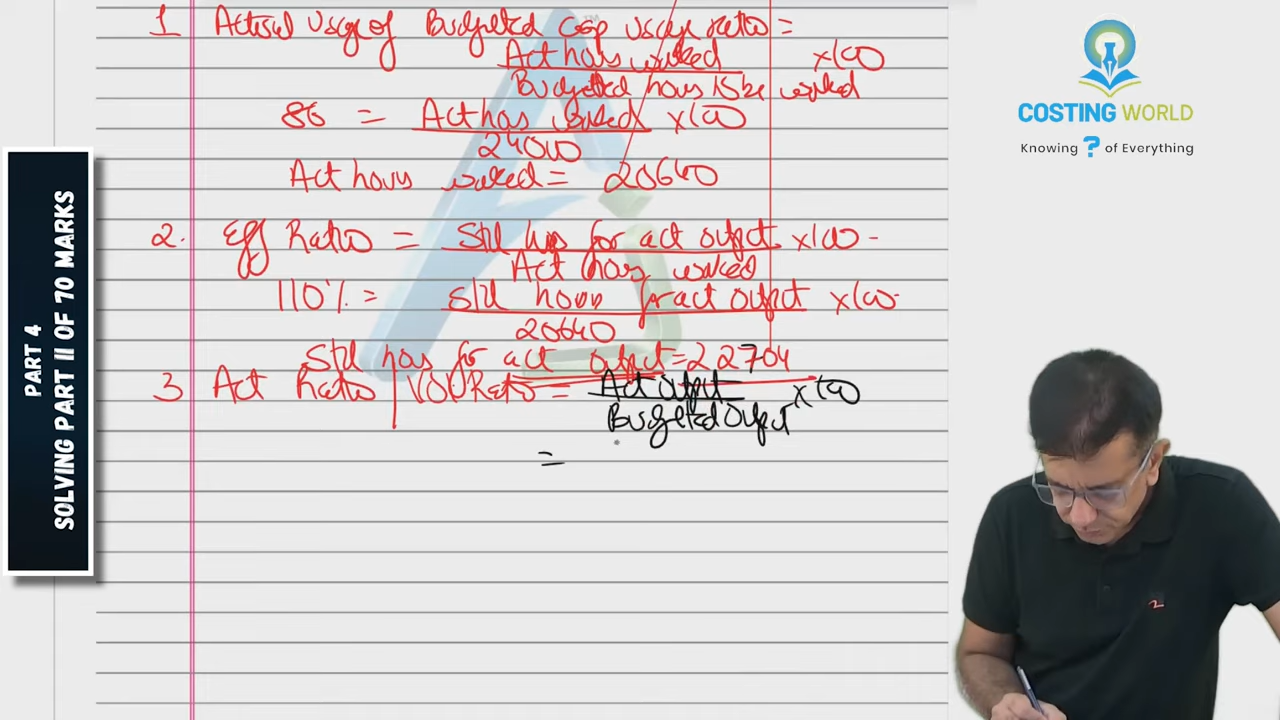 1 Actual Usage of Budgeted Cap usage ratio =
Act hours worked x100
Budgeted hours to be worked
86 = Act hrs worked x100
24000
Act hours worked = 20640
2. Eff Ratio = Std hrs for act output x100
Act hrs worked
110% = Std hours for act output x100
20640
Std hrs for act output = 22704
3 Act Ratio | VOL Ratio = Act Output x100
Budgeted Output
=
PART 4
SOLVING PART II OF 70 MARKS
COSTING WORLD
Knowing ? of Everything
TM